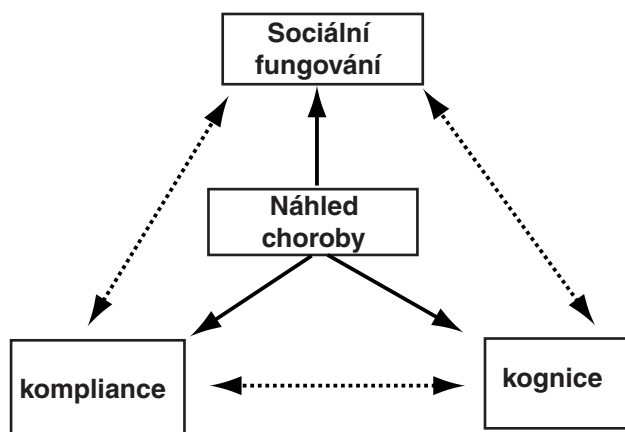 Sociální
fungování
Náhled
choroby
kompliance
kognice